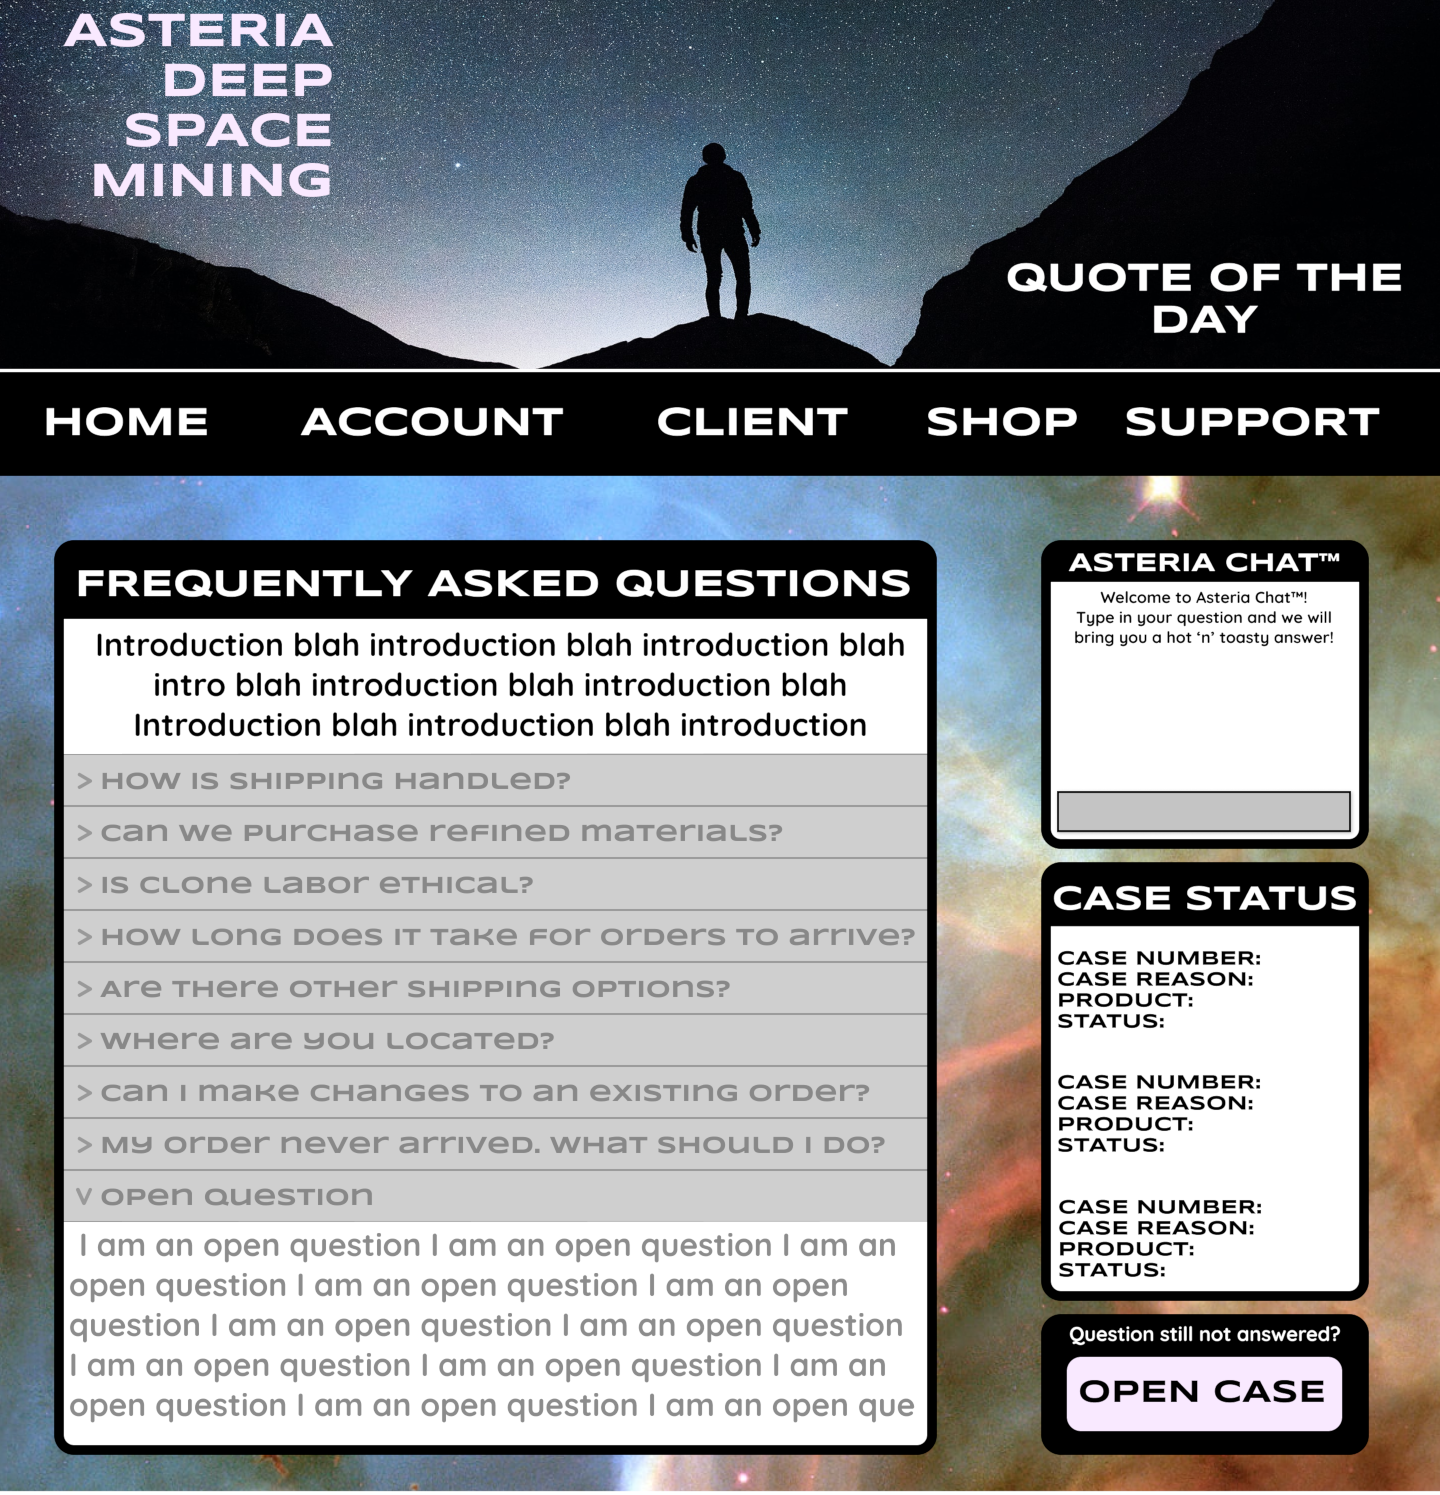 ASTERIA
DEEP
SPACE
MINING
QUOTE OF THE
DAY
HOME ACCOUNT CLIENT SHOP SUPPORT
FREQUENTLY ASKED QUESTIONS
Introduction blah introduction blah introduction blah
intro blah introduction blah introduction blah
Introduction blah introduction blah introduction
> How is shipping handled?
> Can we purchase refined materials?
> Is clone labor ethical?
> How long does it take for orders to arrive?
> Are there other shipping options?
> Where are you located?
> Can I make changes to an existing order?
> My order never arrived. What should I do?
V Open Question
I am an open question I am an open question I am an
open question I am an open question I am an open
question I am an open question I am an open question
I am an open question I am an open question I am an
open question I am an open question I am an open que
ASTERIA CHAT™
Welcome to Asteria Chat™!
Type in your question and we will
bring you a hot ‘n’ toasty answer!
CASE STATUS
CASE NUMBER:
CASE REASON:
PRODUCT:
STATUS:
CASE NUMBER:
CASE REASON:
PRODUCT:
STATUS:
CASE NUMBER:
CASE REASON:
PRODUCT:
STATUS:
Question still not answered?
OPEN CASE